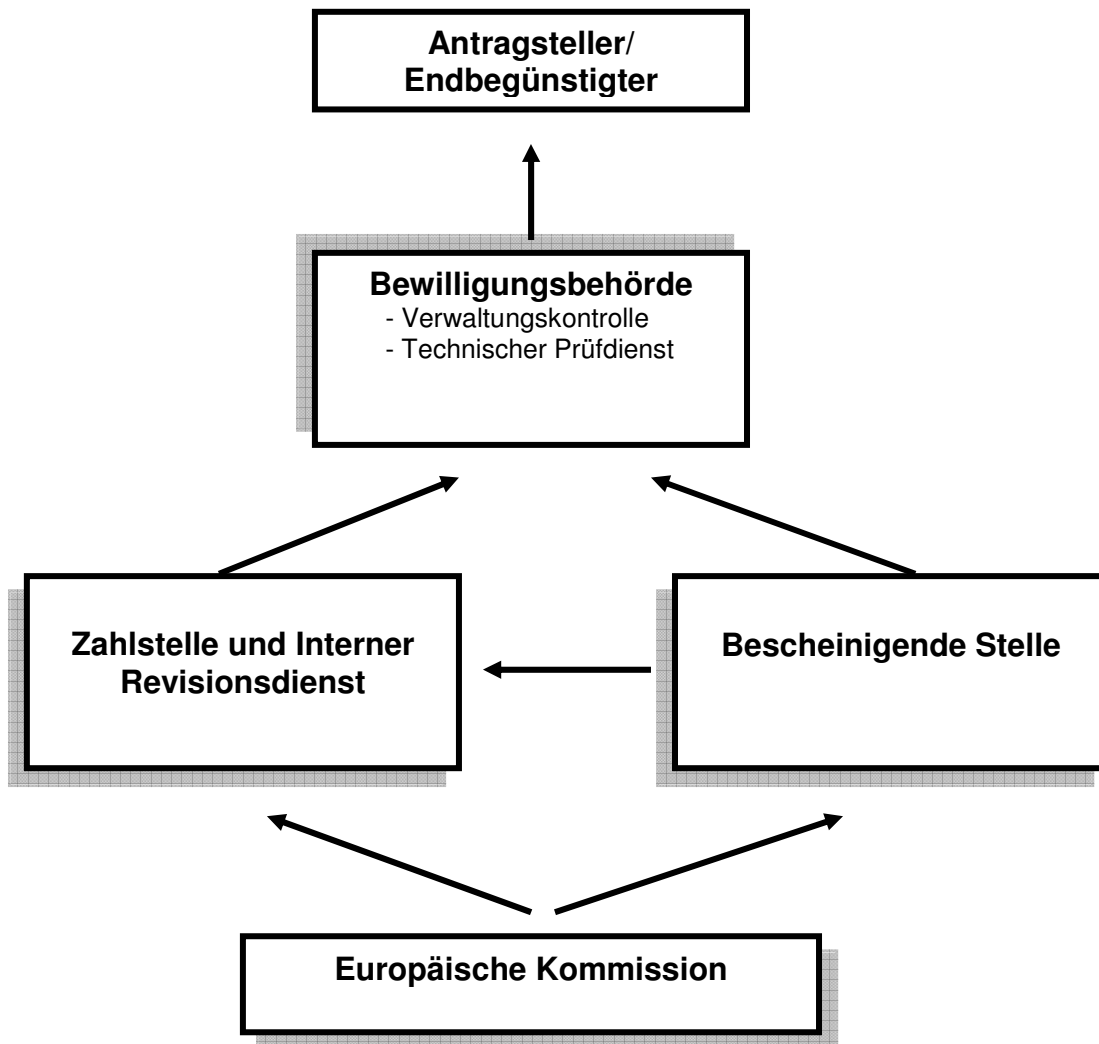 Antragsteller/
Endbegünstigter
Bewilligungsbehörde
- Verwaltungskontrolle
- Technischer Prüfdienst
Zahlstelle und Interner
Revisionsdienst
Bescheinigende Stelle
Europäische Kommission